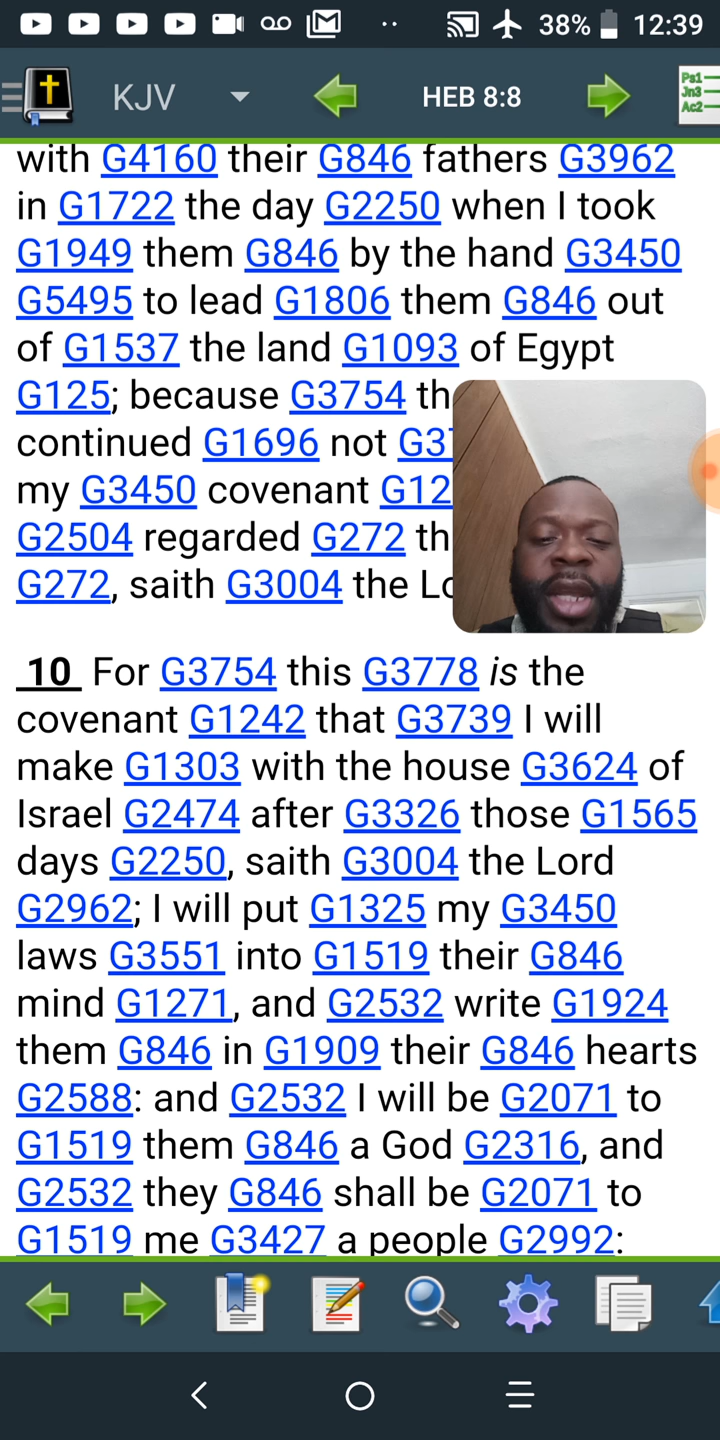 38% 12:39
KJV HEB 8:8 Ps1 Jn3 Ac2
with G4160 their G846 fathers G3962
in G1722 the day G2250 when I took
G1949 them G846 by the hand G3450
G5495 to lead G1806 them G846 out
of G1537 the land G1093 of Egypt
G125; because G3754 th
continued G1696 not G3
my G3450 covenant G12
G2504 regarded G272 th
G272, saith G3004 the Lo
10 For G3754 this G3778 is the
covenant G1242 that G3739 I will
make G1303 with the house G3624 of
Israel G2474 after G3326 those G1565
days G2250, saith G3004 the Lord
G2962; I will put G1325 my G3450
laws G3551 into G1519 their G846
mind G1271, and G2532 write G1924
them G846 in G1909 their G846 hearts
G2588: and G2532 I will be G2071 to
G1519 them G846 a God G2316, and
G2532 they G846 shall be G2071 to
G1519 me G3427 a people G2992: